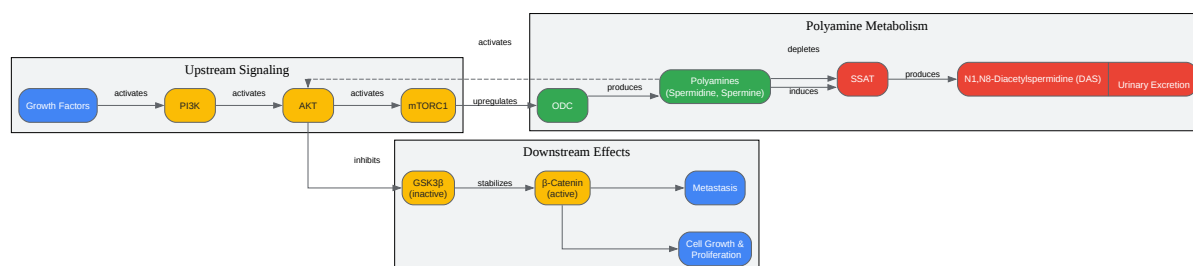 Polyamine Metabolism
activates
depletes
Upstream Signaling
Growth Factors
activates
PI3K
activates
AKT
activates
mTORC1
upregulates
ODC
produces
Polyamines
(Spermidine, Spermine)
induces
SSAT
produces
N1,N8-Diacetylspermidine (DAS)
Urinary Excretion
Downstream Effects
inhibits
GSK3β
(inactive)
stabilizes
β-Catenin
(active)
Metastasis
Cell Growth &
Proliferation